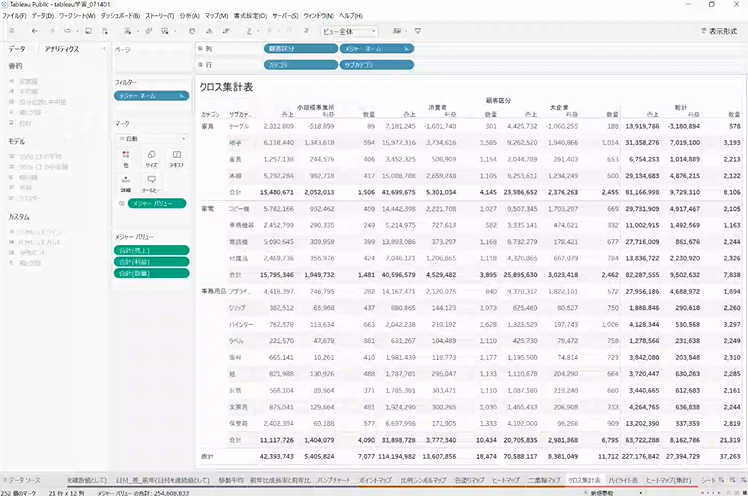 Tableau Public - tableau学習_071401
ファイル(F) データ(D) ワークシート(W) ダッシュボード(B) ストーリー(T) 分析(A) マップ(M) 書式設定(O) サーバー(S) ウィンドウ(N) ヘルプ(H)
ビュー全体
表示形式
データ アナリティクス
ページ
列 顧客区分 メジャー ネーム
行 カテゴリ サブカテゴリ
要約
モデル
カスタム
フィルター
メジャー ネーム
マーク
自動
色 サイズ テキスト
詳細
メジャー バリュー
メジャー バリュー
合計(売上)
合計(利益)
合計(数量)
クロス集計表
顧客区分
小規模事業所 消費者 大企業 総計
カテゴリ サブカテ.. 売上 利益 数量 売上 利益 数量 売上 利益 数量 売上 利益 数量
家具 テーブル 2,312,809 -518,899 89 7,181,245 -1,601,740 301 4,425,732 -1,060,255 188 13,919,786 -3,180,894 578
椅子 6,118,440 1,343,618 594 15,977,316 3,734,616 1,585 9,262,520 1,940,866 1,014 31,358,276 7,019,100 3,193
家具 1,257,138 244,576 406 3,452,325 508,909 1,154 2,044,789 261,403 653 6,754,253 1,014,889 2,213
本棚 5,792,284 982,718 417 15,088,788 2,659,248 1,105 8,253,611 1,234,249 600 29,134,683 4,876,215 2,122
合計 15,480,671 2,052,013 1,506 41,699,675 5,301,034 4,145 23,986,652 2,376,263 2,455 81,166,998 9,729,310 8,106
家電 コピー機 5,782,166 992,462 409 14,442,398 2,221,708 1,027 9,507,345 1,703,297 669 29,731,909 4,917,467 2,105
事務機器 2,452,799 290,335 249 5,214,975 727,613 582 3,335,141 474,621 332 11,002,915 1,492,569 1,163
電話機 5,090,645 309,959 399 13,893,086 373,297 1,168 8,732,279 178,421 677 27,716,009 861,676 2,244
付属品 2,469,736 356,976 424 7,046,121 1,206,865 1,118 4,320,865 667,079 784 13,836,722 2,230,920 2,326
合計 15,795,346 1,949,732 1,481 40,596,579 4,529,482 3,895 25,895,630 3,023,418 2,462 82,287,555 9,502,632 7,838
事務用品 アプライ.. 4,418,397 746,795 282 14,167,471 2,120,075 840 9,370,317 1,822,101 572 27,956,186 4,688,972 1,694
クリップ 382,512 65,968 437 880,865 144,123 1,073 625,469 80,527 750 1,888,846 290,618 2,260
バインダー 762,578 113,634 663 2,042,238 219,192 1,628 1,323,529 197,743 1,006 4,128,344 530,568 3,297
ラベル 221,570 47,678 381 631,267 104,489 1,110 425,730 79,472 758 1,278,566 231,638 2,249
画材 665,141 10,261 410 1,981,439 118,773 1,177 1,195,500 74,814 723 3,842,080 203,848 2,310
紙 821,988 130,926 488 1,787,781 295,047 1,133 1,110,678 204,290 664 3,720,447 630,263 2,285
封筒 568,104 89,564 371 1,785,381 303,471 1,110 1,087,180 219,248 680 3,440,665 612,683 2,161
文房具 875,041 129,664 481 1,924,290 300,265 1,030 1,465,433 206,908 733 4,264,765 636,838 2,244
保管箱 2,402,394 69,188 577 6,697,996 171,905 1,333 4,102,000 96,266 909 13,202,390 337,359 2,819
合計 11,117,726 1,404,079 4,090 31,898,728 3,777,340 10,434 20,705,835 2,981,368 6,795 63,722,288 8,162,786 21,319
総計 42,393,743 5,405,824 7,077 114,194,982 13,607,856 18,474 70,588,117 8,381,049 11,712 227,176,842 27,394,729 37,263
データ ソース
日付_差_前年(日付を連続値として) 移動平均 前年比成長率と前年比 バンプチャート ポイントマップ 比例シンボルマップ 色塗りマップ ヒートマップ 二重軸マップ クロス集計表 ハイライト表 ヒートマップ(集計) シート
252 個のマーク 21 行 x 12 列 メジャー バリューの合計: 254,608,833